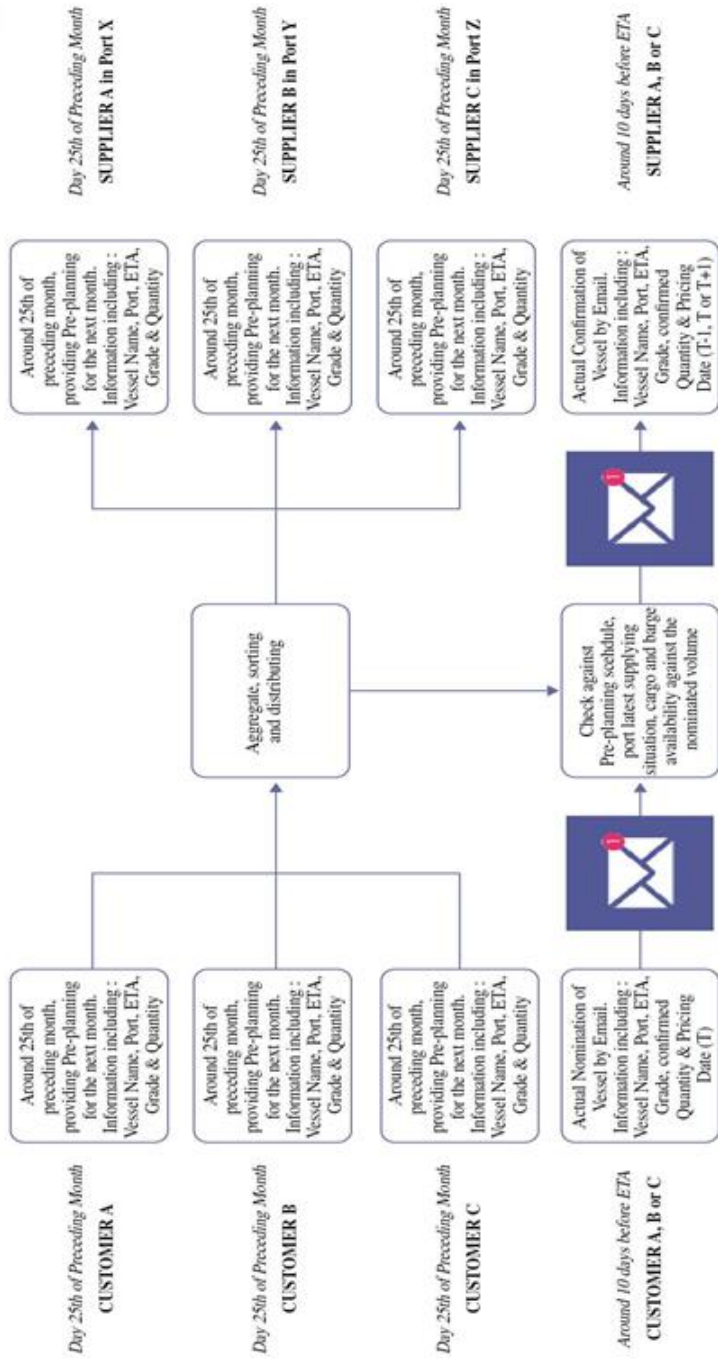 Day 25th of Preceding Month
CUSTOMER A
Around 25th of
preceding month,
providing Pre-planning
for the next month.
Information including :
Vessel Name, Port, ETA,
Grade & Quantity
Day 25th of Preceding Month
CUSTOMER B
Around 25th of
preceding month,
providing Pre-planning
for the next month.
Information including :
Vessel Name, Port, ETA,
Grade & Quantity
Day 25th of Preceding Month
CUSTOMER C
Around 25th of
preceding month,
providing Pre-planning
for the next month.
Information including :
Vessel Name, Port, ETA,
Grade & Quantity
Aggregate, sorting
and distributing
Around 25th of
preceding month,
providing Pre-planning
for the next month.
Information including :
Vessel Name, Port, ETA,
Grade & Quantity
Day 25th of Preceding Month
SUPPLIER A in Port X
Around 25th of
preceding month,
providing Pre-planning
for the next month.
Information including :
Vessel Name, Port, ETA,
Grade & Quantity
Day 25th of Preceding Month
SUPPLIER B in Port Y
Around 25th of
preceding month,
providing Pre-planning
for the next month.
Information including :
Vessel Name, Port, ETA,
Grade & Quantity
Day 25th of Preceding Month
SUPPLIER C in Port Z
Around 10 days before ETA
CUSTOMER A, B or C
Actual Nomination of
Vessel by Email.
Information including :
Vessel Name, Port, ETA,
Grade, confirmed
Quantity & Pricing
Date (T)
1
Check against
Pre-planning scehdule,
port latest supplying
situation, cargo and barge
availability against the
nominated volume
1
Actual Confirmation of
Vessel by Email.
Information including :
Vessel Name, Port, ETA,
Grade, confirmed
Quantity & Pricing
Date (T-1, T or T+1)
Around 10 days before ETA
SUPPLIER A, B or C